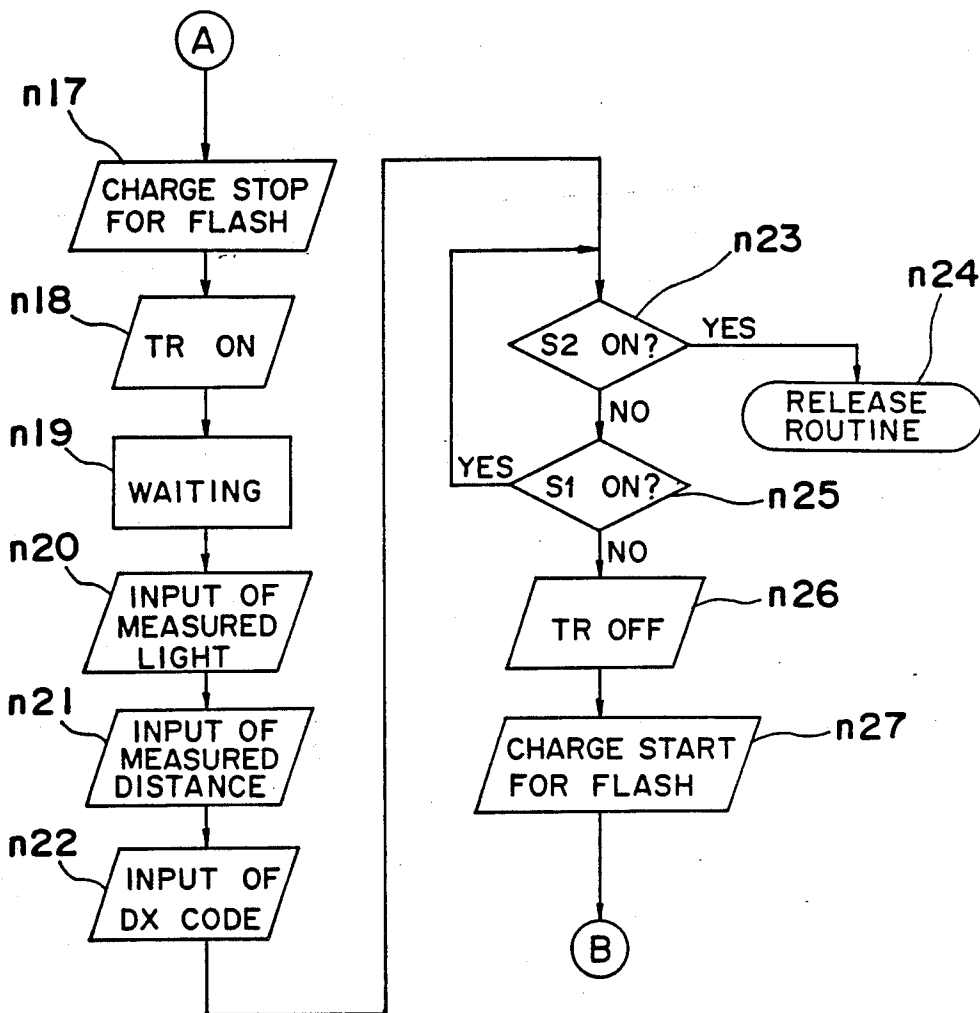 A
n17
CHARGE STOP
FOR FLASH
n18
TR ON
n19
WAITING
n20
INPUT OF
MEASURED
LIGHT
n21
INPUT OF
MEASURED
DISTANCE
n22
INPUT OF
DX CODE
n23
S2 ON?
YES
n24
RELEASE
ROUTINE
NO
YES
S1 ON?
n25
NO
n26
TR OFF
n27
CHARGE START
FOR FLASH
B